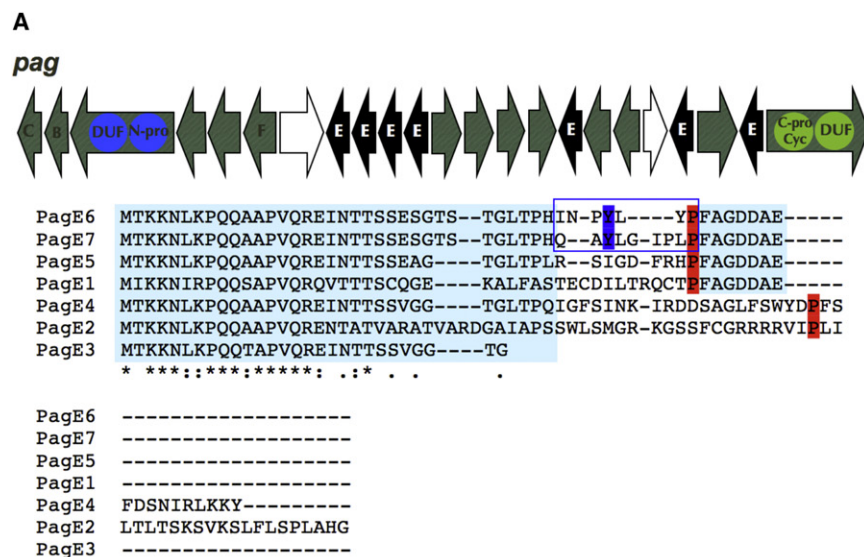 A
pag
C B DUF N-pro F E E E E E E E C-pro Cyc DUF
PagE6 MTKKNLKPQQAAPVQREINTTSSESGTS--TGLTPHIN-PYL----YPFAGDDAE-----
PagE7 MTKKNLKPQQAAPVQREINTTSSESGTS--TGLTPHQ--AYLG-IPLPFAGDDAE-----
PagE5 MTKKNLKPQQAAPVQREINTTSSEAGTS--TGLTPLR--SIGD-FRHPFAGDDAE-----
PagE1 MIKKNIRPQQSAPVQRQVTTTSCQGE----KALFASTECDILTRQCTPFAGDDAE-----
PagE4 MTKKNLKPQQAAPVQREINTTSSVGG----TGLTPQIGFSINK-IRDDSAGLFSWYDPFS
PagE2 MTKKNLKPQQAAPVQRENTATVARATVARDGAIAPSSWLSMGR-KGSSFCGRRRRVIPLI
PagE3 MTKKNLKPQQTAPVQREINTTSSVGG----TG
* ***::***.*****: .:* . . .
PagE6 -------------------
PagE7 -------------------
PagE5 -------------------
PagE1 -------------------
PagE4 FDSNIRLKKY---------
PagE2 LTLTSKSVKSLFLSPLAHG
PagE3 -------------------